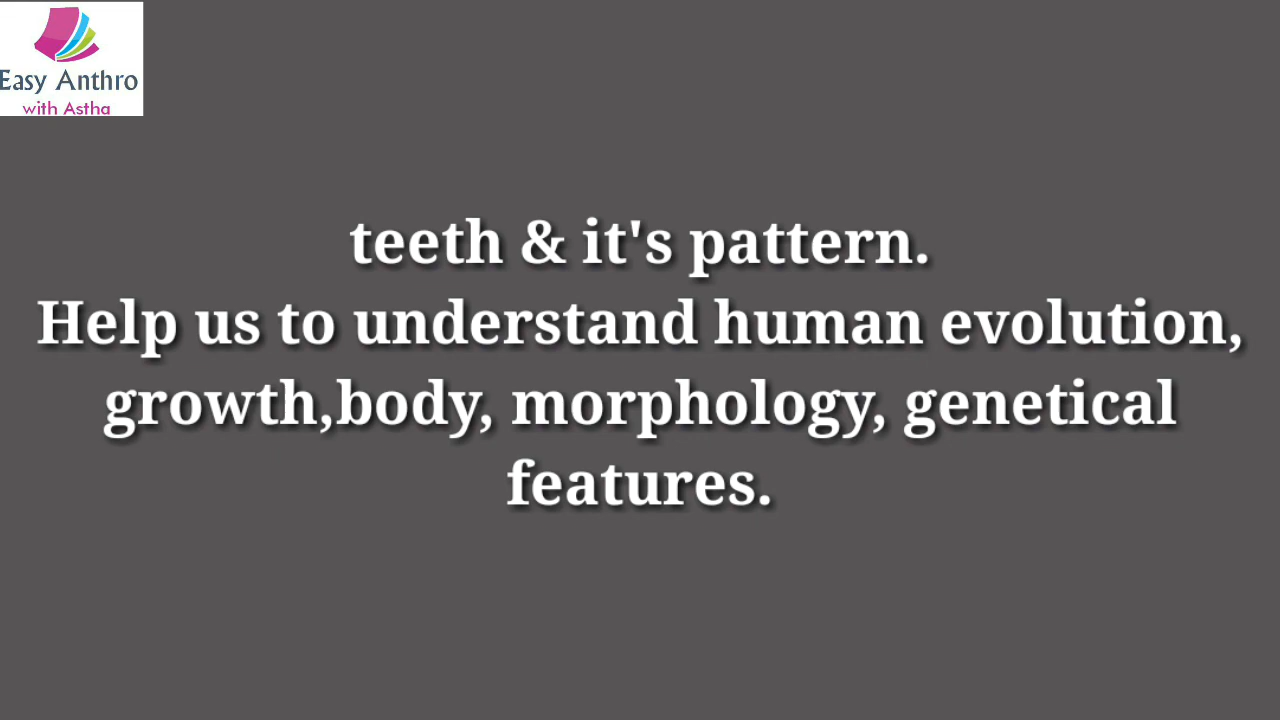 Easy Anthro
with Astha
teeth & it's pattern.
Help us to understand human evolution,
growth,body, morphology, genetical
features.